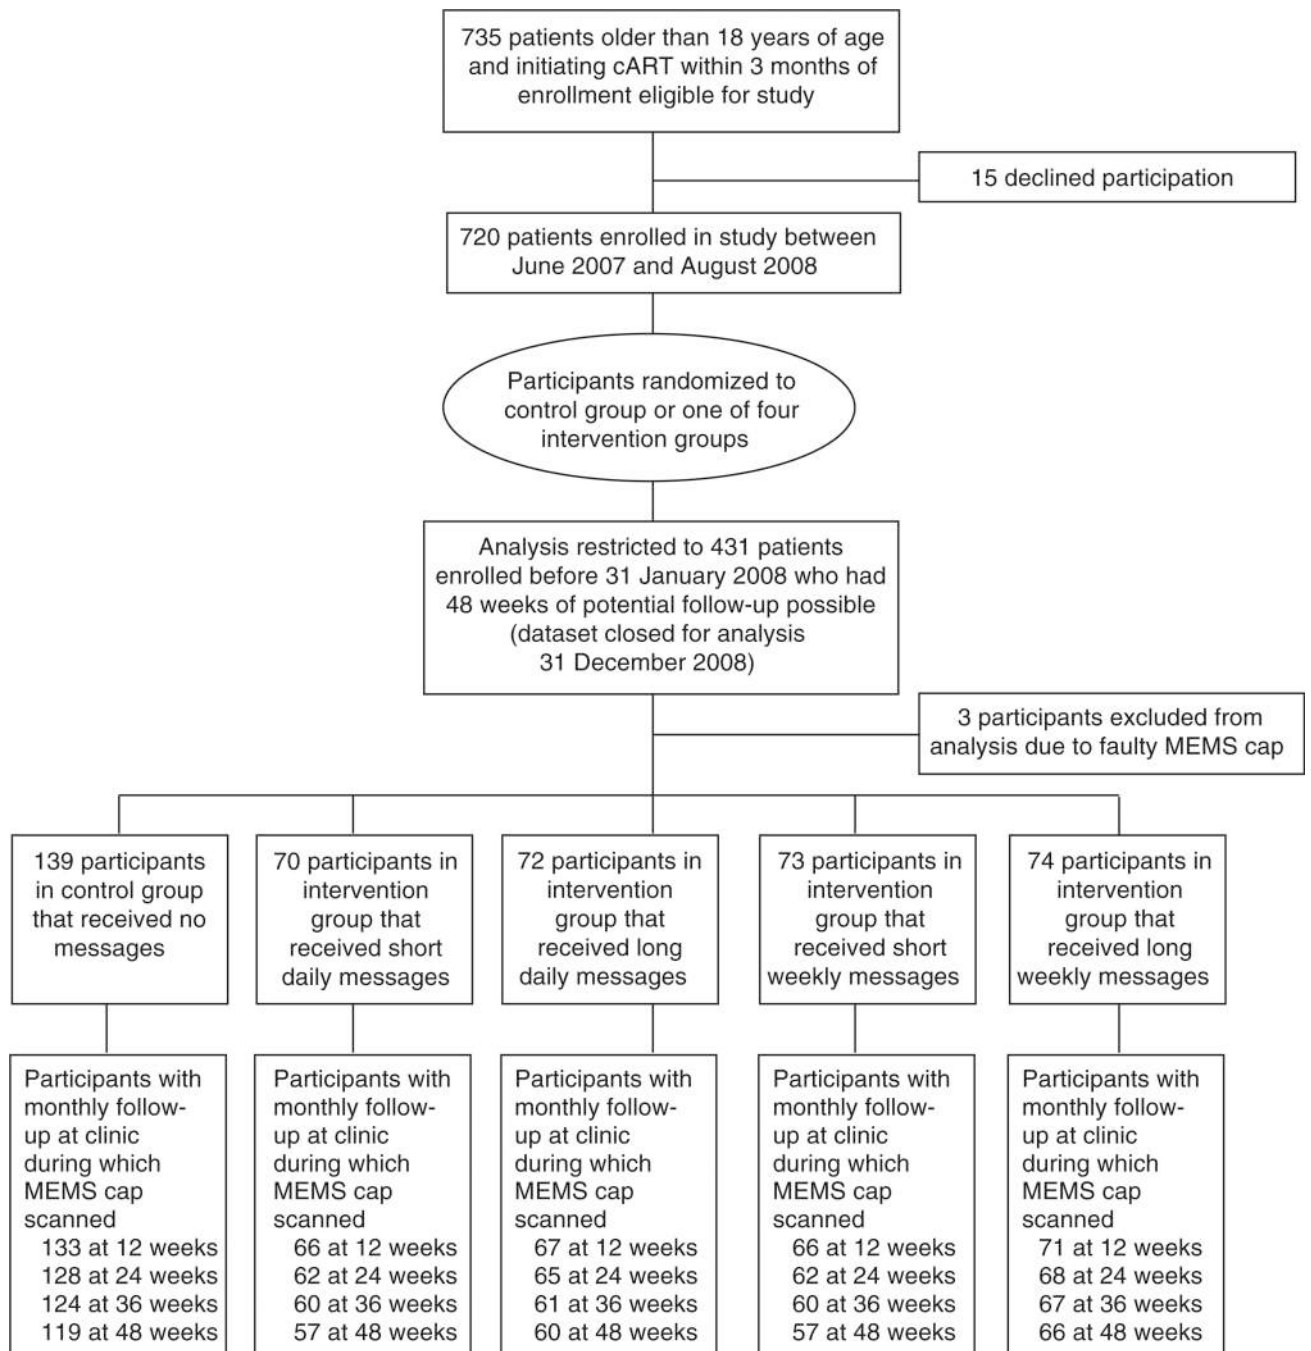 735 patients older than 18 years of age
and initiating cART within 3 months of
enrollment eligible for study
15 declined participation
720 patients enrolled in study between
June 2007 and August 2008
Participants randomized to
control group or one of four
intervention groups
Analysis restricted to 431 patients
enrolled before 31 January 2008 who had
48 weeks of potential follow-up possible
(dataset closed for analysis
31 December 2008)
3 participants excluded from
analysis due to faulty MEMS cap
139 participants
in control group
that received no
messages
70 participants in
intervention
group that
received short
daily messages
72 participants in
intervention
group that
received long
daily messages
73 participants in
intervention
group that
received short
weekly messages
74 participants in
intervention
group that
received long
weekly messages
Participants with
monthly follow-
up at clinic
during which
MEMS cap
scanned
133 at 12 weeks
128 at 24 weeks
124 at 36 weeks
119 at 48 weeks
Participants with
monthly follow-
up at clinic
during which
MEMS cap
scanned
66 at 12 weeks
62 at 24 weeks
60 at 36 weeks
57 at 48 weeks
Participants with
monthly follow-
up at clinic
during which
MEMS cap
scanned
67 at 12 weeks
65 at 24 weeks
61 at 36 weeks
60 at 48 weeks
Participants with
monthly follow-
up at clinic
during which
MEMS cap
scanned
66 at 12 weeks
62 at 24 weeks
60 at 36 weeks
57 at 48 weeks
Participants with
monthly follow-
up at clinic
during which
MEMS cap
scanned
71 at 12 weeks
68 at 24 weeks
67 at 36 weeks
66 at 48 weeks